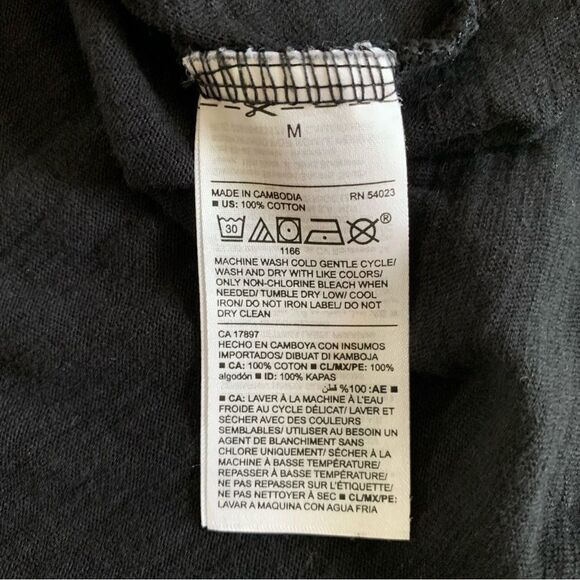 M
MADE IN CAMBODIA RN 54023
■ US: 100% COTTON
30 ®
1166
MACHINE WASH COLD GENTLE CYCLE/
WASH AND DRY WITH LIKE COLORS/
ONLY NON-CHLORINE BLEACH WHEN
NEEDED/ TUMBLE DRY LOW/ COOL
IRON/ DO NOT IRON LABEL/ DO NOT
DRY CLEAN
CA 17897
HECHO EN CAMBOYA CON INSUMOS
IMPORTADOS/ DIBUAT DI KAMBOJA
■ CA: 100% COTON ■ CL/MX/PE: 100%
algodón ■ ID: 100% KAPAS
■ AE: 100% قطن
■ CA: LAVER À LA MACHINE À L'EAU
FROIDE AU CYCLE DÉLICAT/ LAVER ET
SÉCHER AVEC DES COULEURS
SEMBLABLES/ UTILISER AU BESOIN UN
AGENT DE BLANCHIMENT SANS
CHLORE UNIQUEMENT/ SÉCHER À LA
MACHINE À BASSE TEMPÉRATURE/
REPASSER À BASSE TEMPÉRATURE/
NE PAS REPASSER SUR L'ÉTIQUETTE/
NE PAS NETTOYER À SEC ■ CL/MX/PE:
LAVAR A MAQUINA CON AGUA FRIA